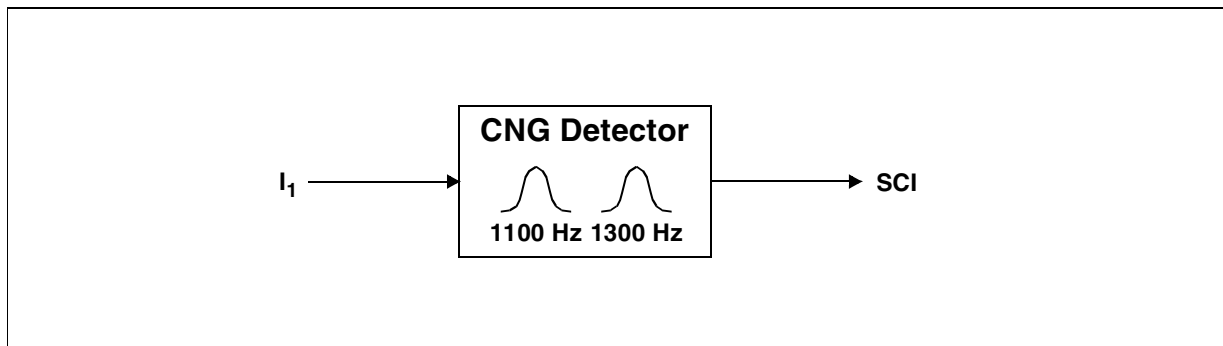 CNG Detector
I1
SCI
1100 Hz 1300 Hz